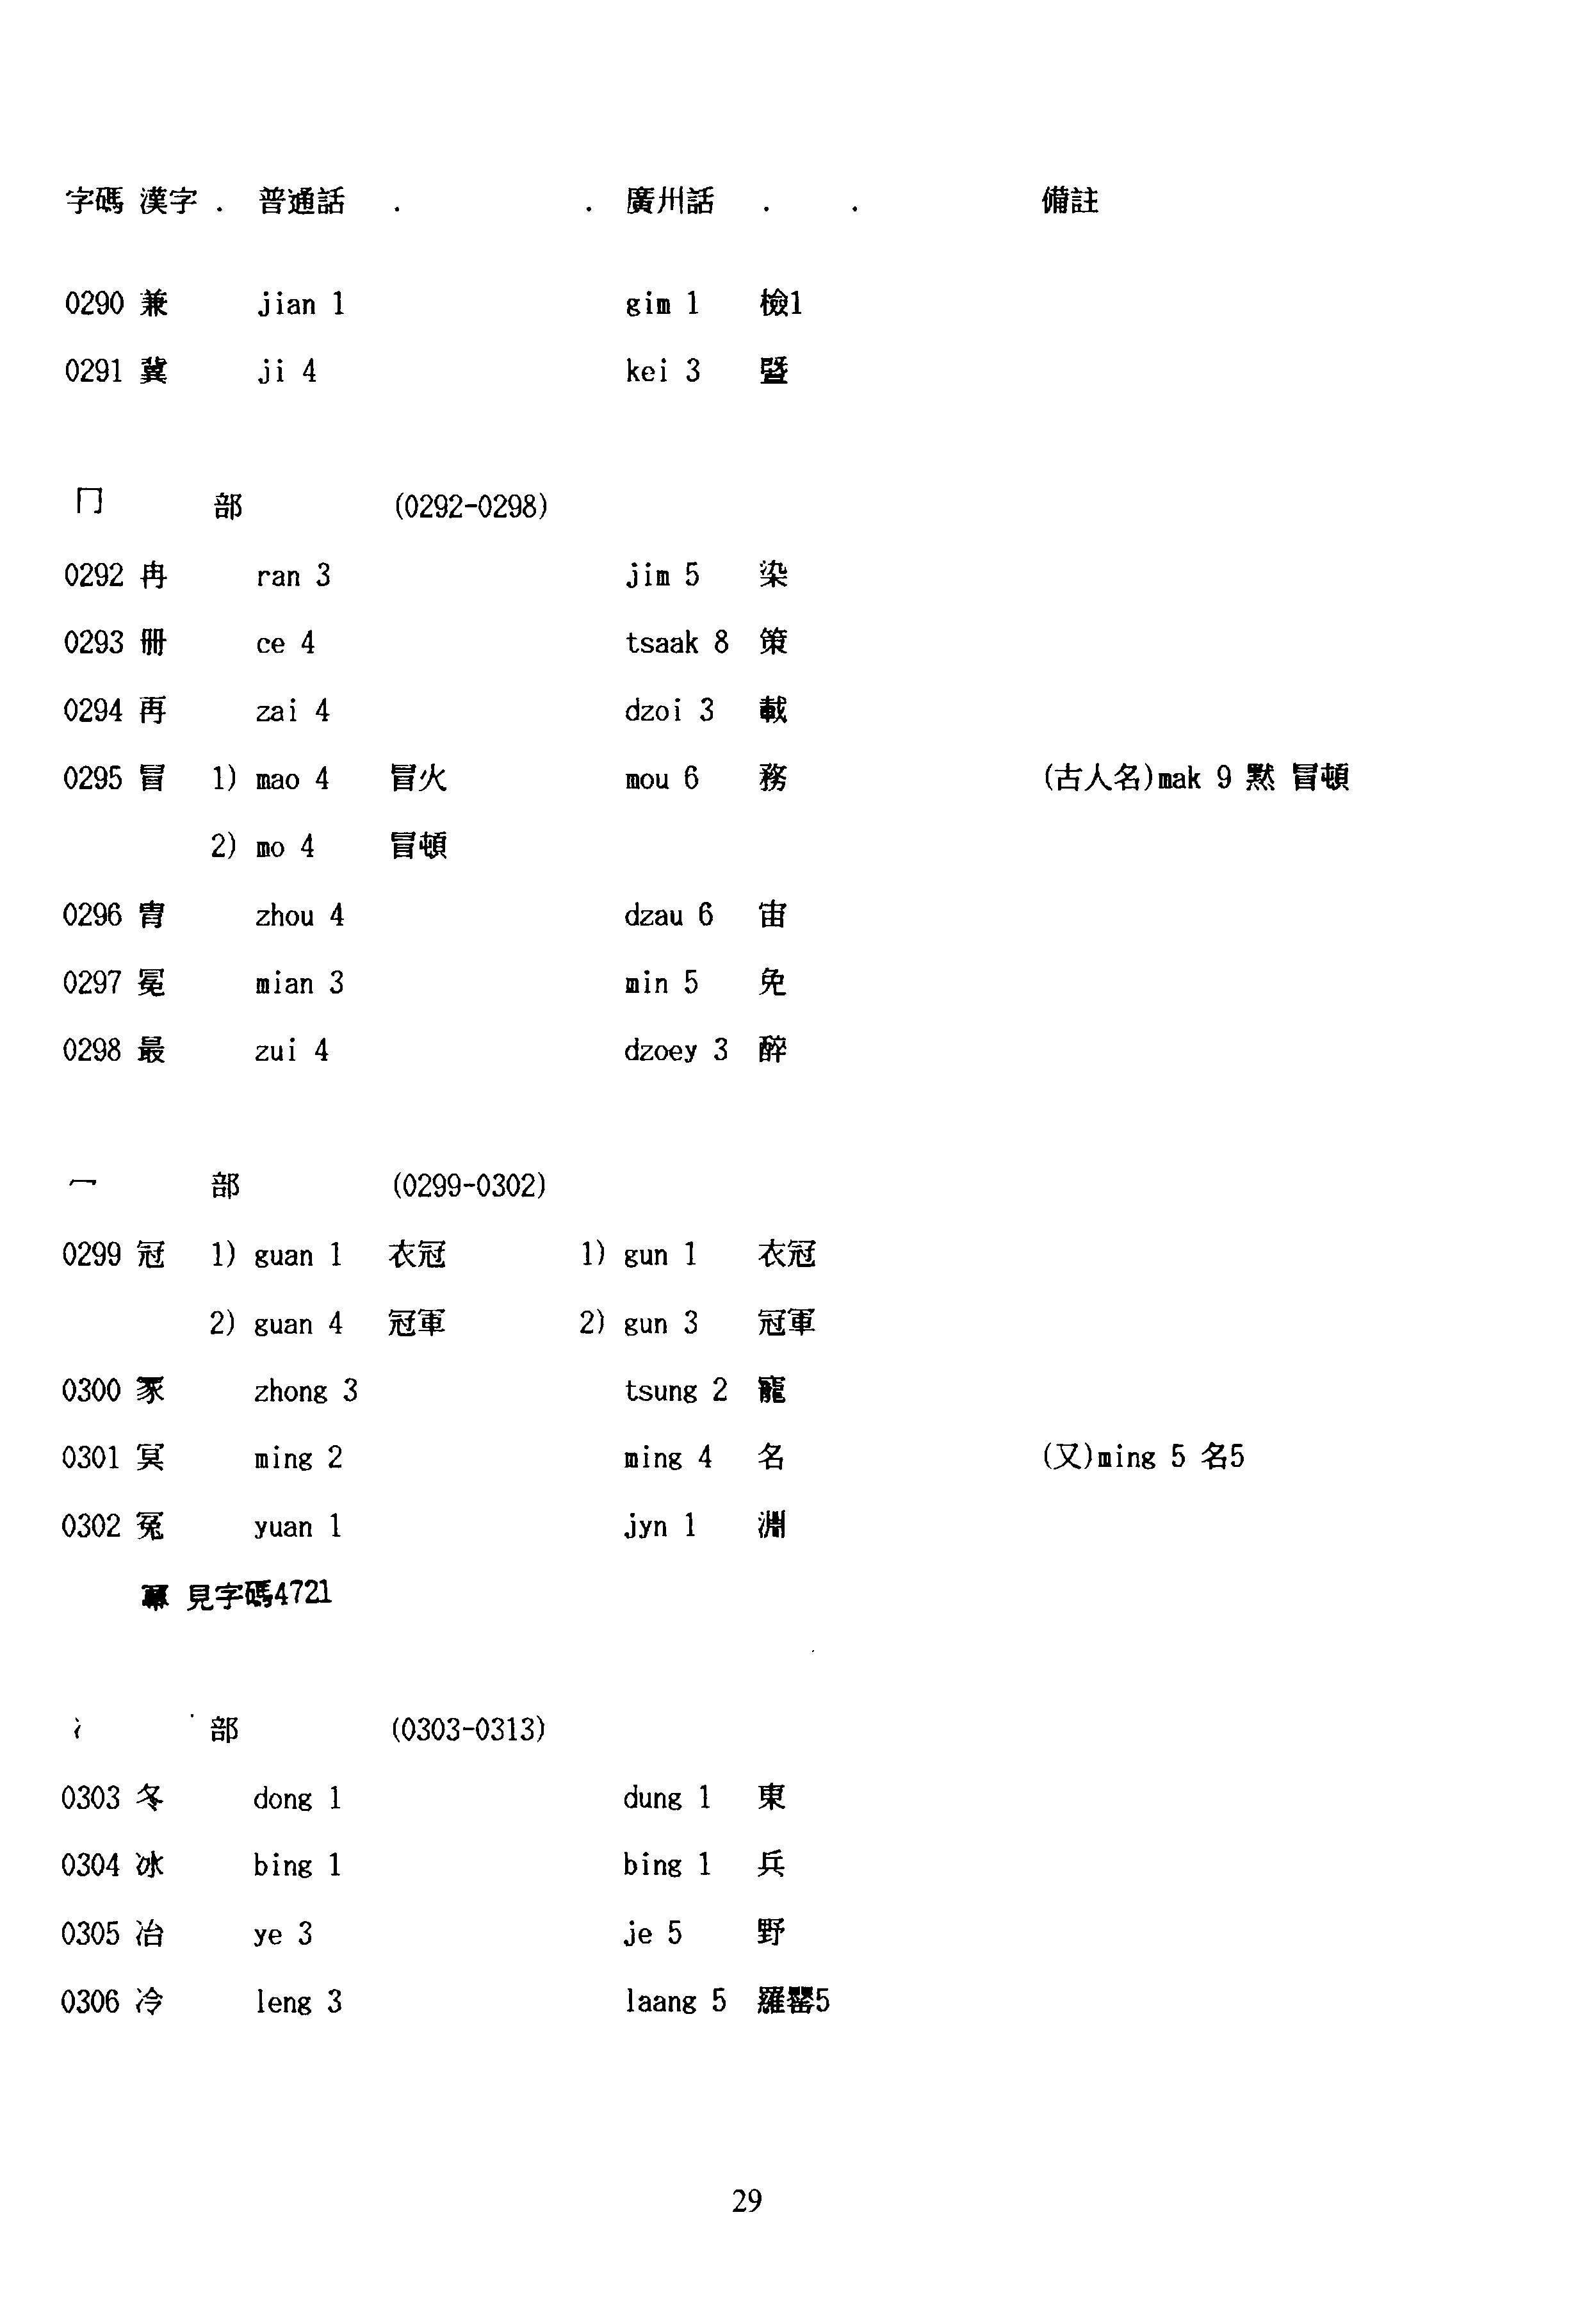 字碼 漢字 . 普通話 . . 廣州話 . . 備註
0290 兼 jian 1 gim 1 檢1
0291 冀 ji 4 kei 3 暨
冂 部 (0292-0298)
0292 冉 ran 3 jim 5 染
0293 冊 ce 4 tsaak 8 策
0294 再 zai 4 dzoi 3 載
0295 冒 1) mao 4 冒火 mou 6 務 (古人名)mak 9 默 冒頓
2) mo 4 冒頓
0296 冑 zhou 4 dzau 6 宙
0297 冕 mian 3 min 5 免
0298 最 zui 4 dzoey 3 醉
冖 部 (0299-0302)
0299 冠 1) guan 1 衣冠 1) gun 1 衣冠
2) guan 4 冠軍 2) gun 3 冠軍
0300 冢 zhong 3 tsung 2 寵
0301 冥 ming 2 ming 4 名 (又)ming 5 名5
0302 冤 yuan 1 jyn 1 淵
冪 見字碼4721
冫 部 (0303-0313)
0303 冬 dong 1 dung 1 東
0304 冰 bing 1 bing 1 兵
0305 冶 ye 3 je 5 野
0306 冷 leng 3 laang 5 羅罌5
29